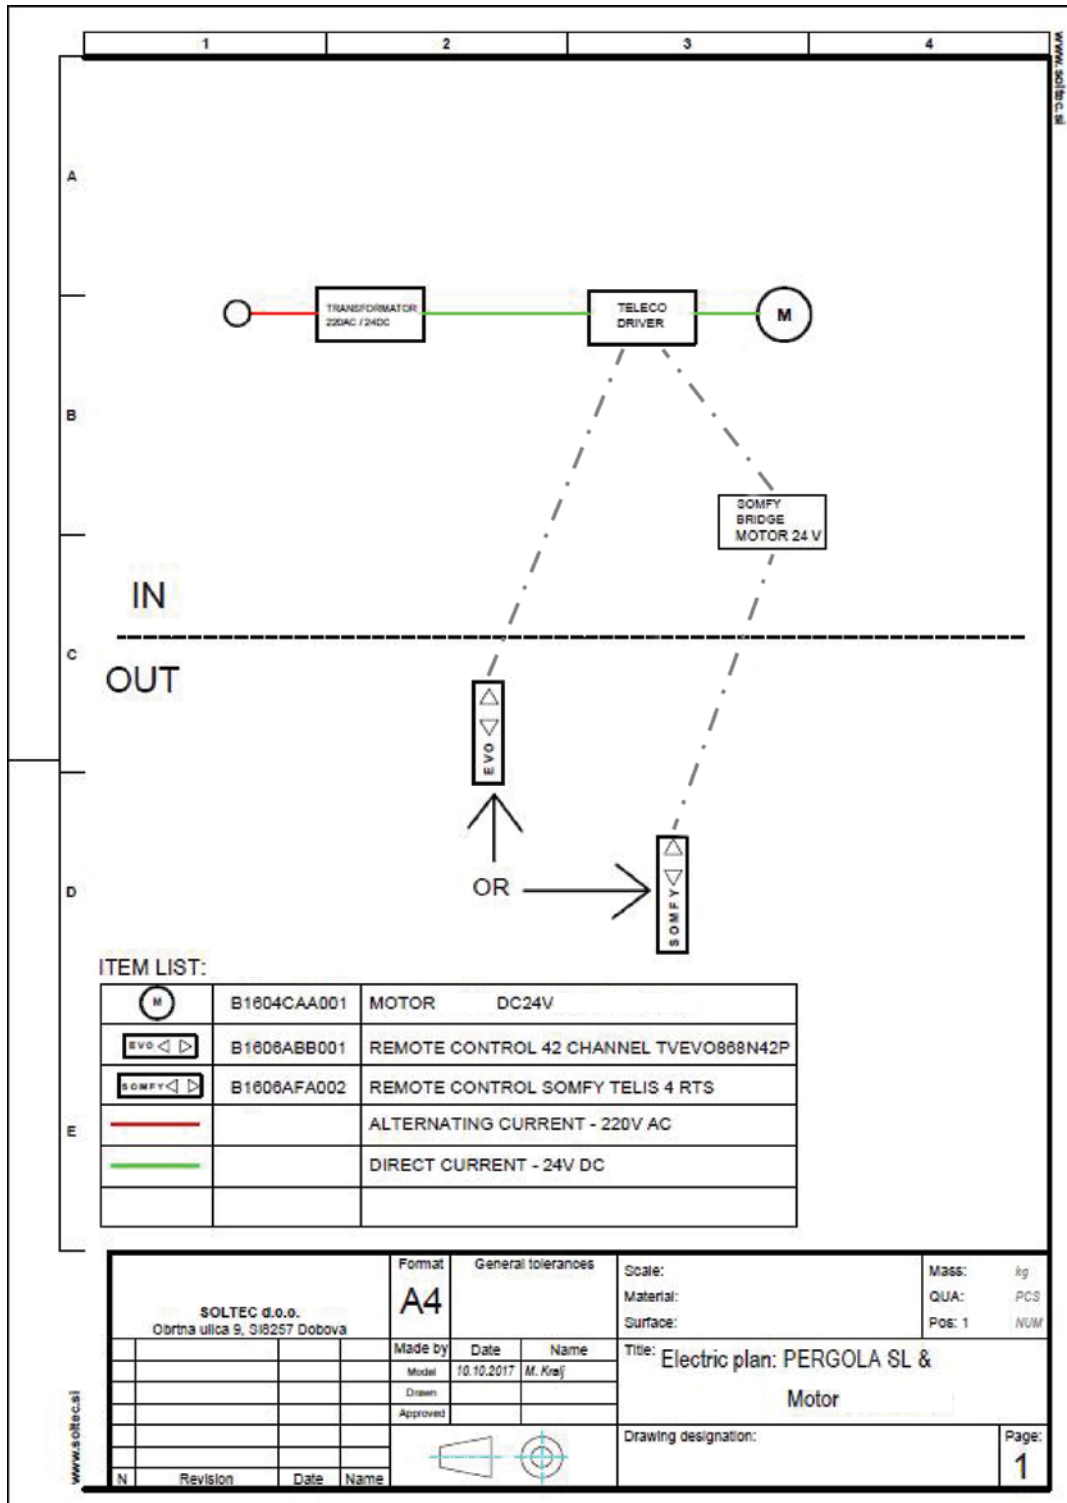 1 2 3 4
www.soltec.si
A
TRANSFORMATOR
220AC / 24DC
TELECO
DRIVER
M
B
SOMFY
BRIDGE
MOTOR 24 V
IN
C
OUT
EVO
D
OR
SOMFY
ITEM LIST:
M B1604CAA001 MOTOR DC24V
EVO B1606ABB001 REMOTE CONTROL 42 CHANNEL TVEVO868N42P
SOMFY B1606AFA002 REMOTE CONTROL SOMFY TELIS 4 RTS
E
ALTERNATING CURRENT - 220V AC
DIRECT CURRENT - 24V DC
SOLTEC d.o.o.
Obrtna ulica 9, SI8257 Dobova
Format
A4
General tolerances
Scale:
Material:
Surface:
Mass: kg
QUA: PCS
Pos: 1 NUM
Made by Date Name
Model 10.10.2017 M. Kralj
Drawn
Approved
Title: Electric plan: PERGOLA SL &
Motor
Drawing designation:
Page:
1
N Revision Date Name
www.soltec.si